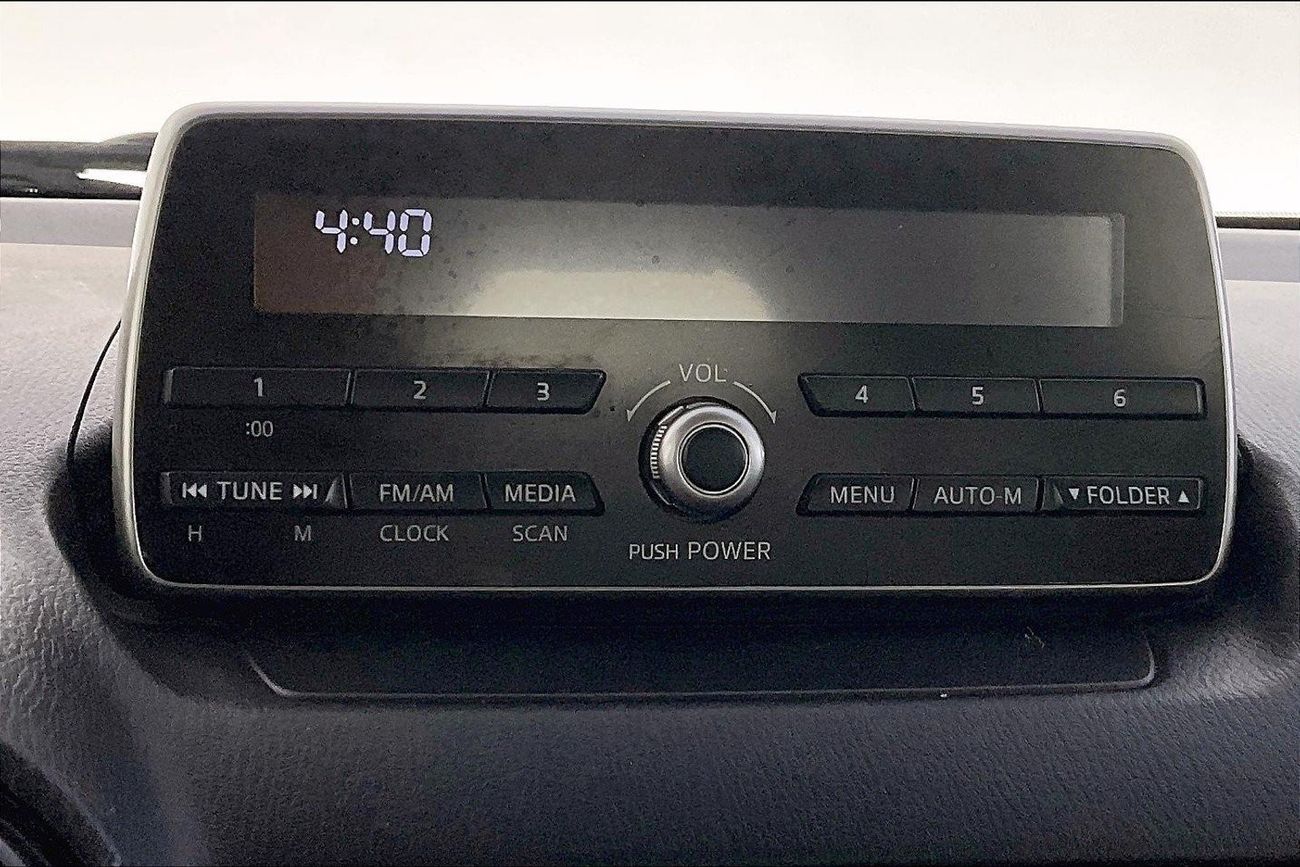 4:40
VOL
1 2 3 4 5 6
:00
⏮ TUNE ⏭ FM/AM MEDIA MENU AUTO-M ▼ FOLDER ▲
H M CLOCK SCAN
PUSH POWER